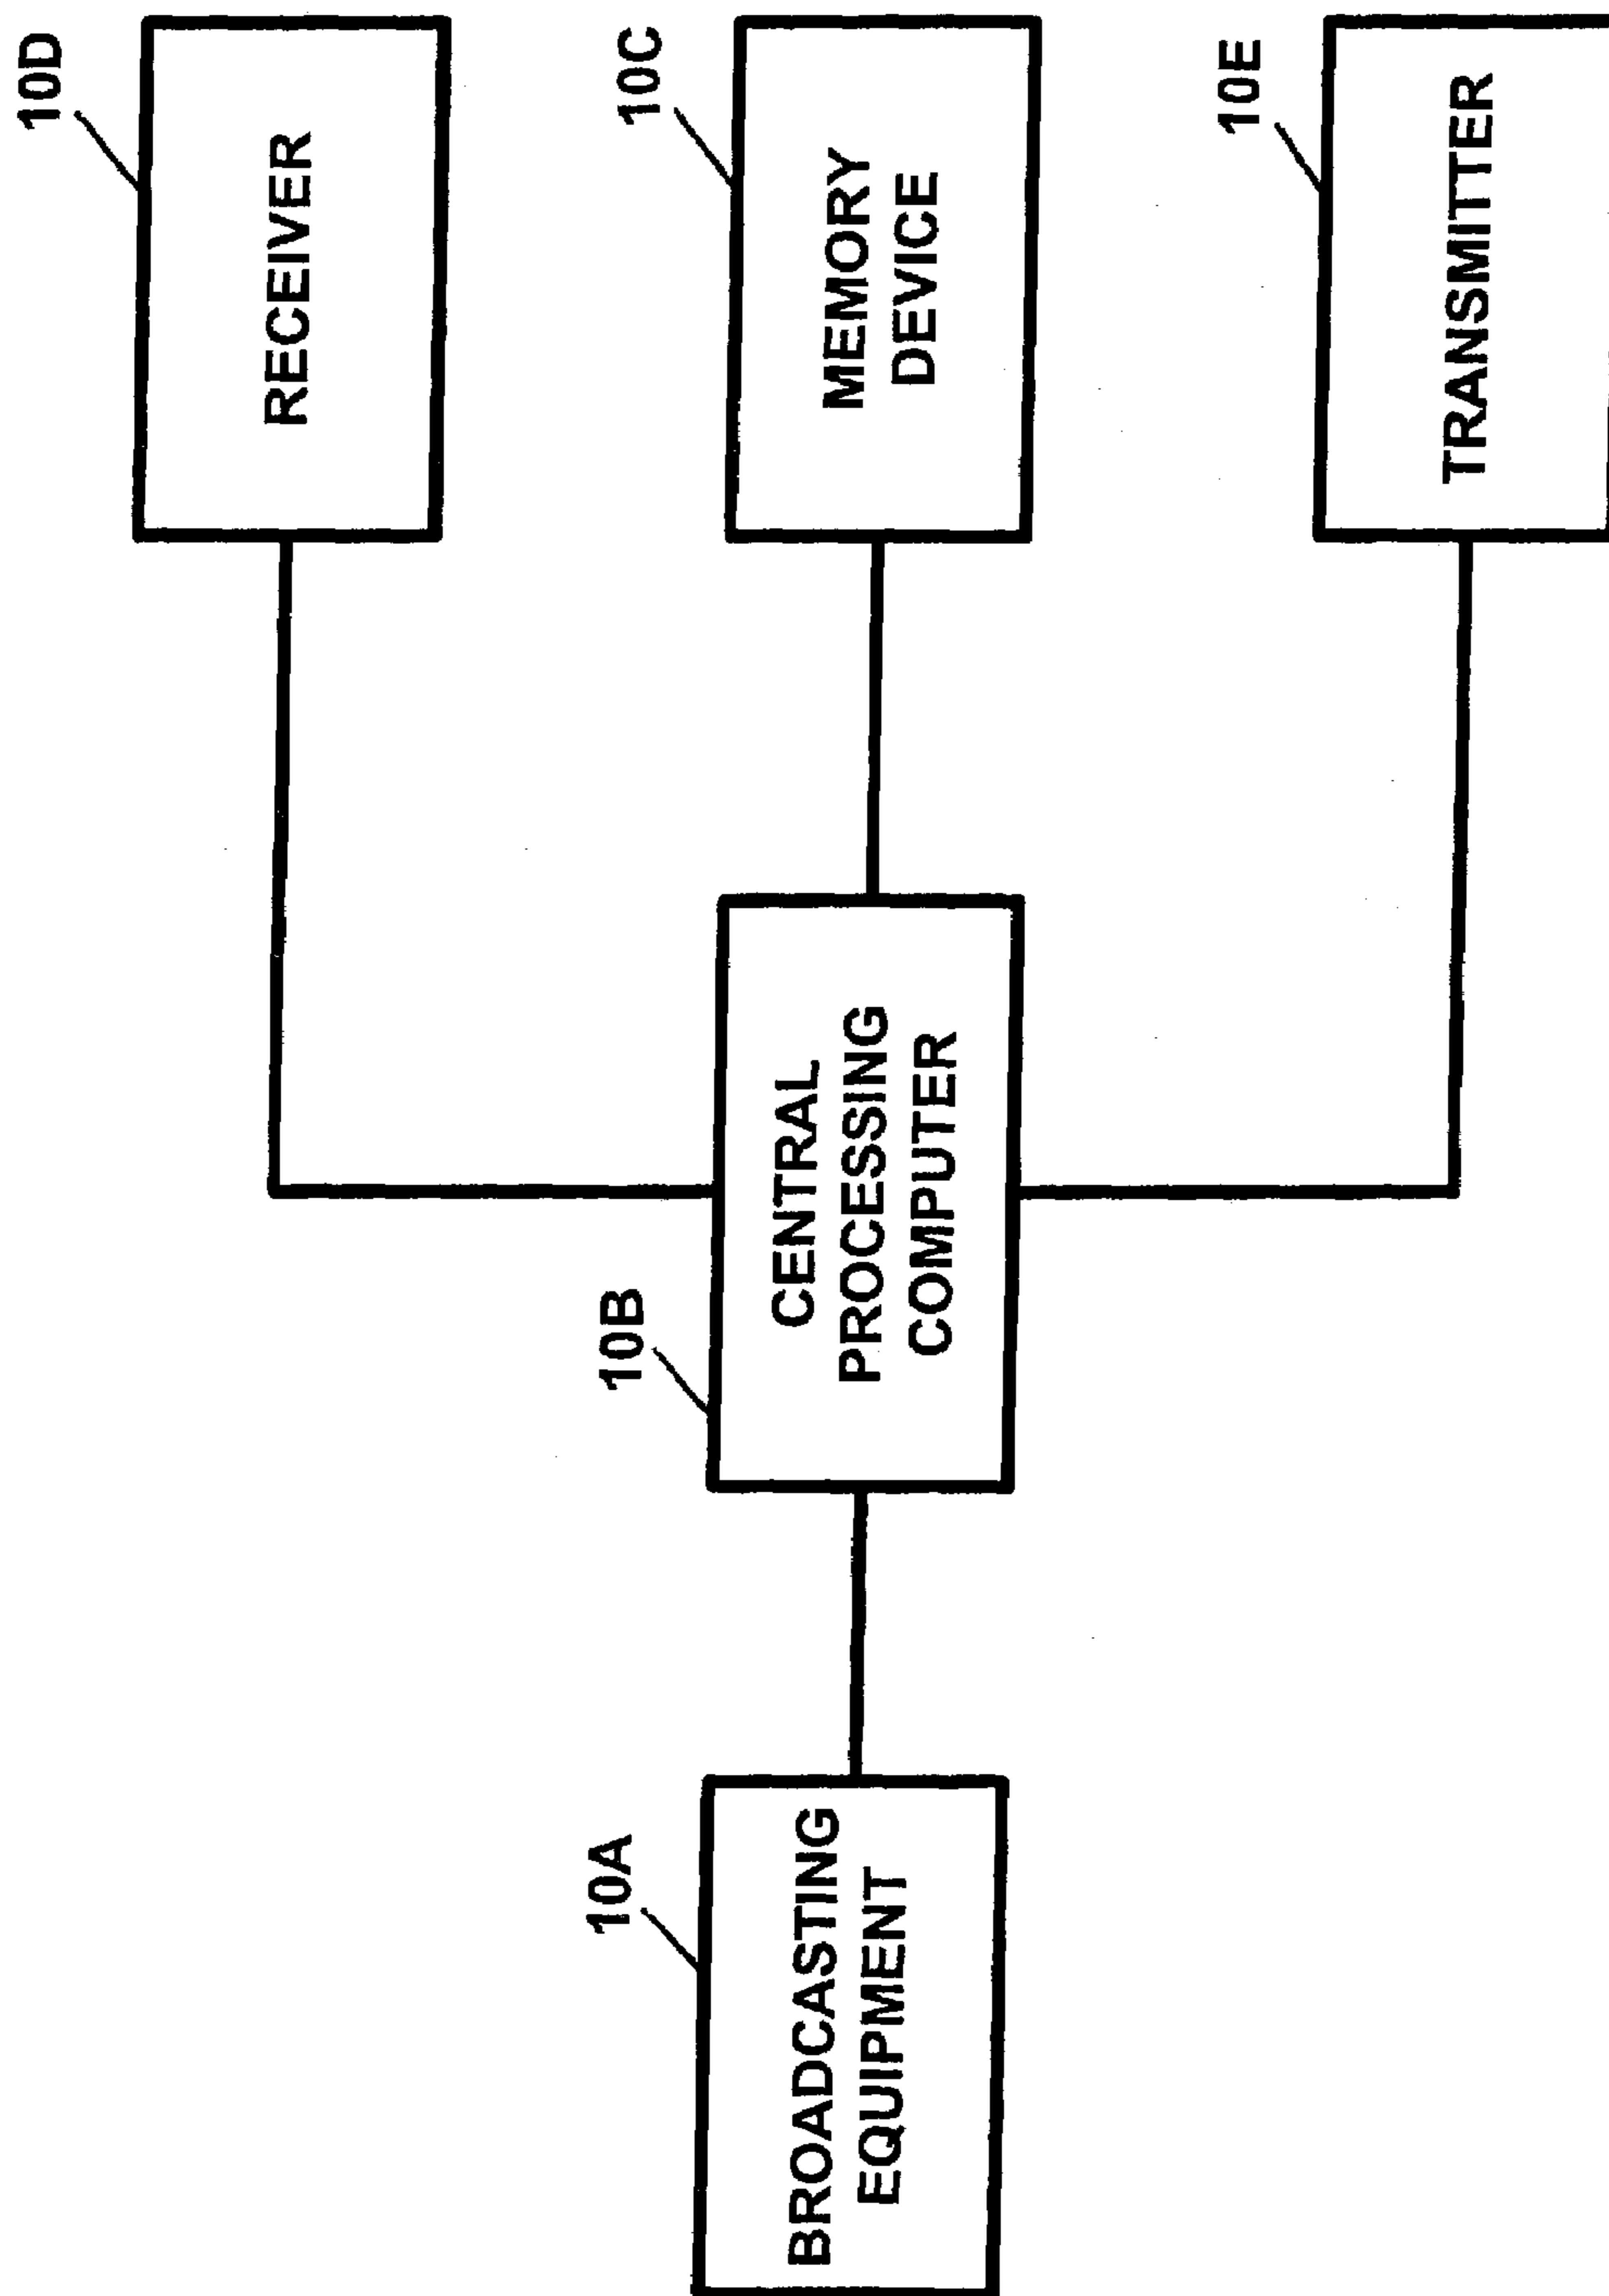 10D
RECEIVER
10C
MEMORY
DEVICE
10E
TRANSMITTER
10B
CENTRAL
PROCESSING
COMPUTER
10A
BROADCASTING
EQUIPMENT